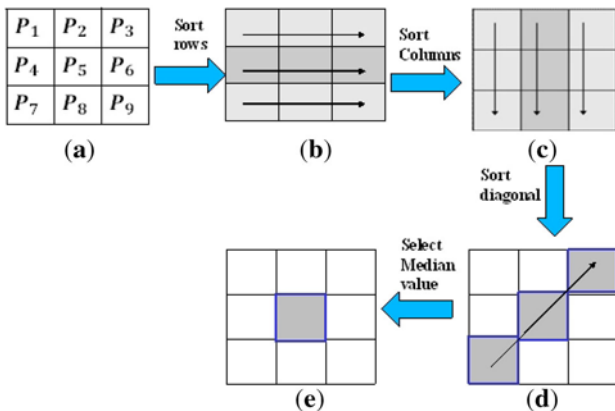 P1 P2 P3
P4 P5 P6
P7 P8 P9
(a)
Sort
rows
(b)
Sort
Columns
(c)
Sort
diagonal
(d)
Select
Median
value
(e)